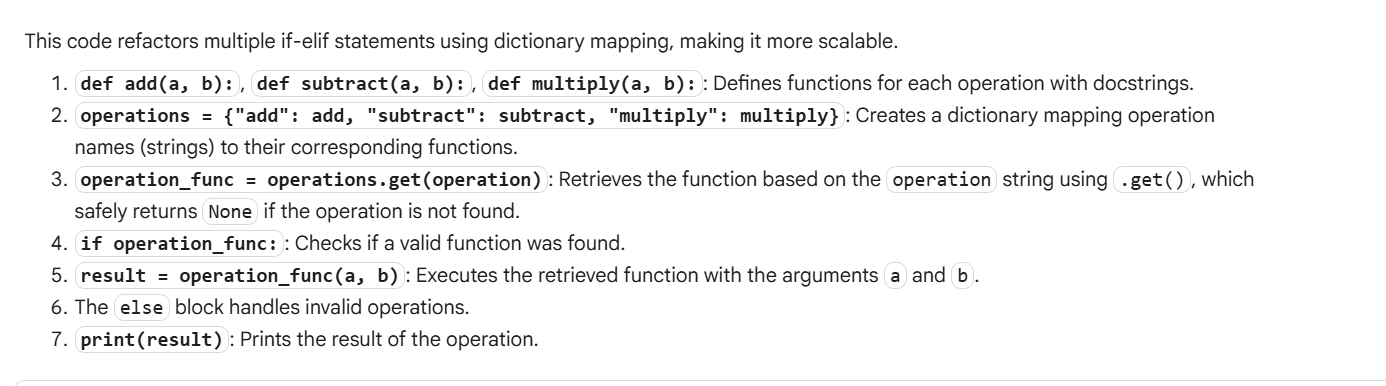 This code refactors multiple if-elif statements using dictionary mapping, making it more scalable.
1. def add(a, b):, def subtract(a, b):, def multiply(a, b):: Defines functions for each operation with docstrings.
2. operations = {"add": add, "subtract": subtract, "multiply": multiply}: Creates a dictionary mapping operation
names (strings) to their corresponding functions.
3. operation_func = operations.get(operation): Retrieves the function based on the operation string using .get(), which
safely returns None if the operation is not found.
4. if operation_func:: Checks if a valid function was found.
5. result = operation_func(a, b): Executes the retrieved function with the arguments a and b.
6. The else block handles invalid operations.
7. print(result): Prints the result of the operation.